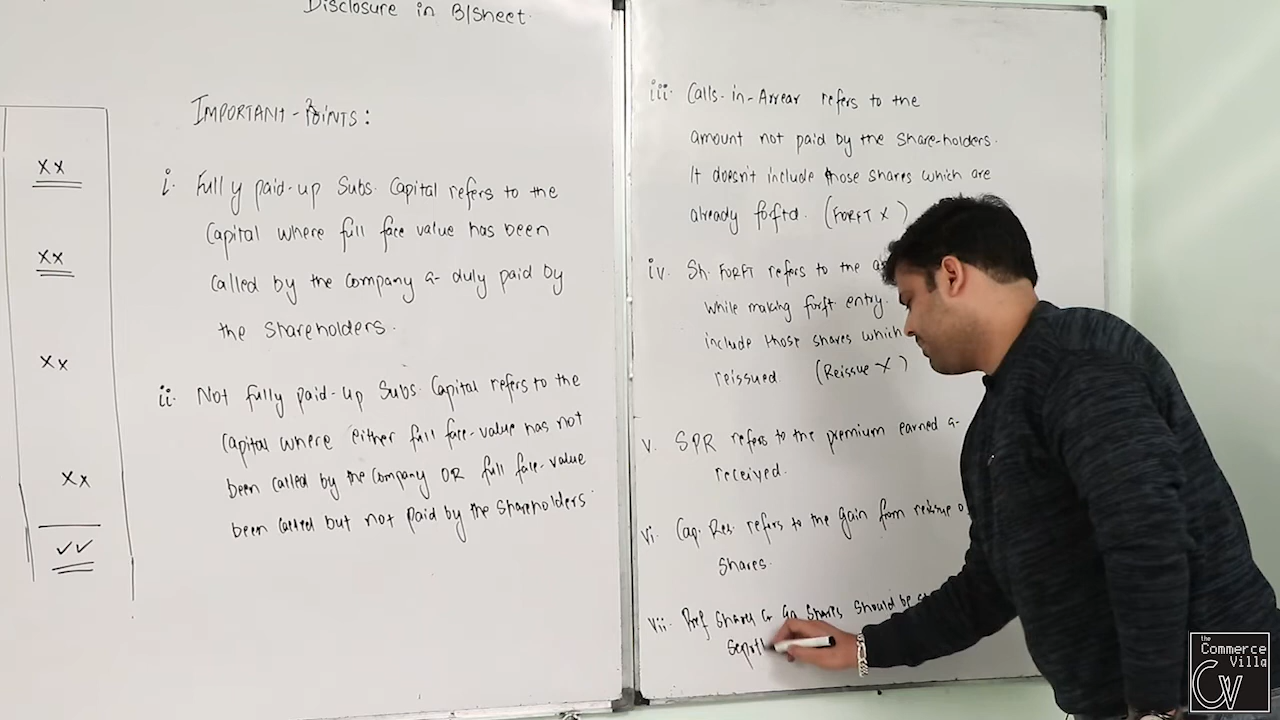 Disclosure in B/Sheet.
IMPORTANT-POINTS:
i. Fully paid-up Subs. Capital refers to the
Capital where full face value has been
called by the company & duly paid by
the shareholders.
ii. Not fully paid-up Subs. Capital refers to the
Capital where either full face-value has not
been called by the company OR full face-value
been called but not paid by the shareholders.
xx
xx
xx
xx
✓✓
iii. Calls-in-Arrear refers to the
amount not paid by the share-holders.
It doesn't include those shares which are
already forftd. (FORFT X)
iv. Sh. FORFT refers to the
while making forft entry.
include those shares which
reissued. (Reissue X)
v. SPR refers to the premium earned &
received.
vi. Cap. Res. refers to the gain from reissue
shares.
vii. Pref shares & Eq shares should be
the
Commerce
Villa
CV